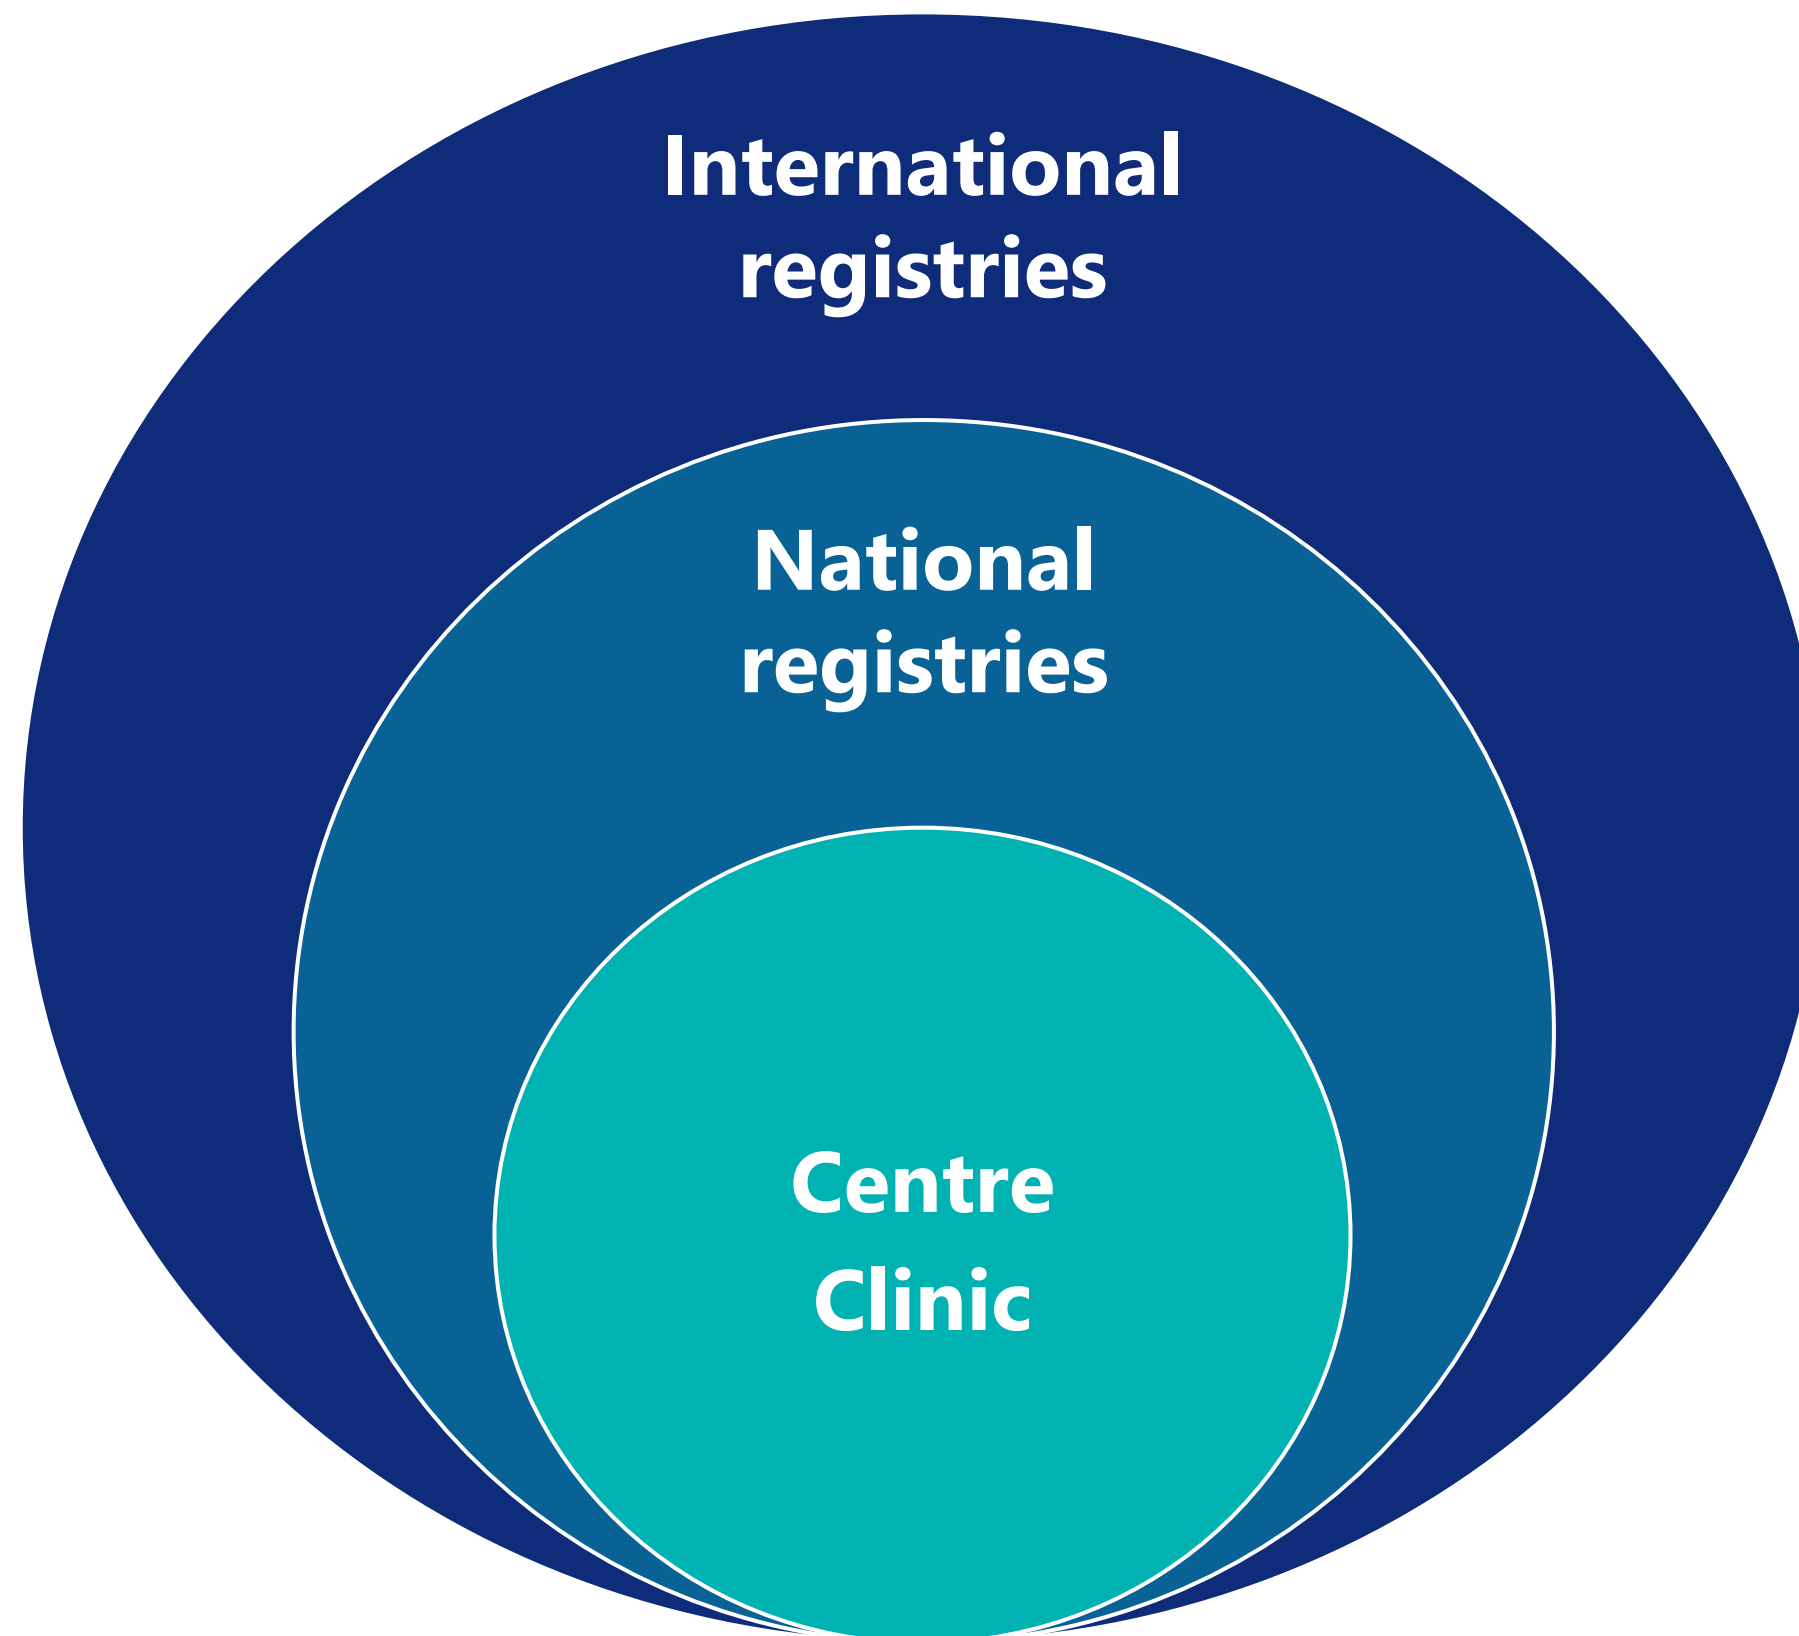 International
registries
National
registries
Centre
Clinic